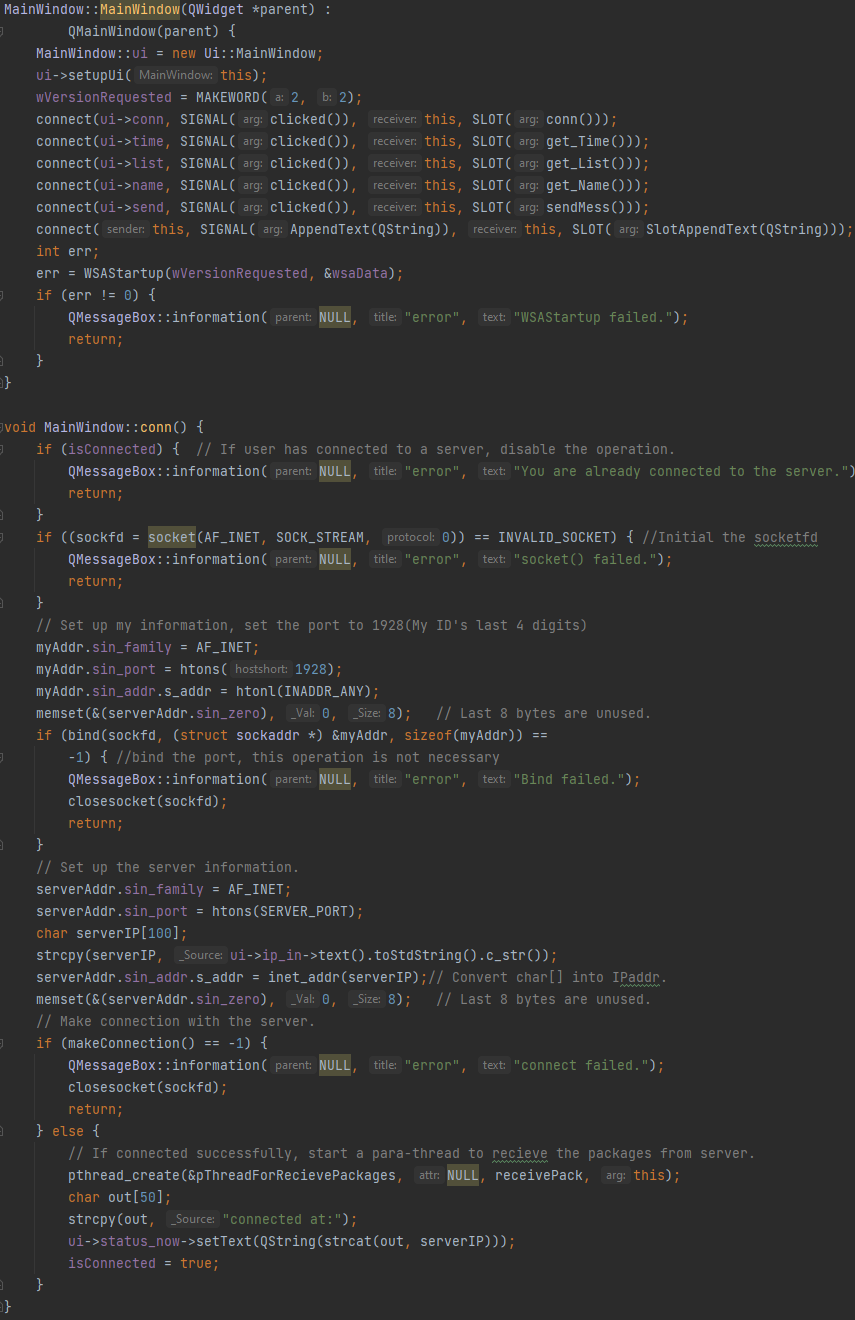 MainWindow::MainWindow(QWidget *parent) :
        QMainWindow(parent) {
    MainWindow::ui = new Ui::MainWindow;
    ui->setupUi( MainWindow: this);
    wVersionRequested = MAKEWORD( a: 2,  b: 2);
    connect(ui->conn, SIGNAL( arg: clicked()),  receiver: this, SLOT( arg: conn()));
    connect(ui->time, SIGNAL( arg: clicked()),  receiver: this, SLOT( arg: get_Time()));
    connect(ui->list, SIGNAL( arg: clicked()),  receiver: this, SLOT( arg: get_List()));
    connect(ui->name, SIGNAL( arg: clicked()),  receiver: this, SLOT( arg: get_Name()));
    connect(ui->send, SIGNAL( arg: clicked()),  receiver: this, SLOT( arg: sendMess()));
    connect( sender: this, SIGNAL( arg: AppendText(QString)),  receiver: this, SLOT( arg: SlotAppendText(QString)));
    int err;
    err = WSAStartup(wVersionRequested, &wsaData);
    if (err != 0) {
        QMessageBox::information( parent: NULL,  title: "error",  text: "WSAStartup failed.");
        return;
    }
}

void MainWindow::conn() {
    if (isConnected) {  // If user has connected to a server, disable the operation.
        QMessageBox::information( parent: NULL,  title: "error",  text: "You are already connected to the server.")
        return;
    }
    if ((sockfd = socket(AF_INET, SOCK_STREAM,  protocol: 0)) == INVALID_SOCKET) { //Initial the socketfd
        QMessageBox::information( parent: NULL,  title: "error",  text: "socket() failed.");
        return;
    }
    // Set up my information, set the port to 1928(My ID's last 4 digits)
    myAddr.sin_family = AF_INET;
    myAddr.sin_port = htons( hostshort: 1928);
    myAddr.sin_addr.s_addr = htonl(INADDR_ANY);
    memset(&(serverAddr.sin_zero),  _Val: 0,  _Size: 8);   // Last 8 bytes are unused.
    if (bind(sockfd, (struct sockaddr *) &myAddr, sizeof(myAddr)) ==
        -1) { //bind the port, this operation is not necessary
        QMessageBox::information( parent: NULL,  title: "error",  text: "Bind failed.");
        closesocket(sockfd);
        return;
    }
    // Set up the server information.
    serverAddr.sin_family = AF_INET;
    serverAddr.sin_port = htons(SERVER_PORT);
    char serverIP[100];
    strcpy(serverIP,  _Source: ui->ip_in->text().toStdString().c_str());
    serverAddr.sin_addr.s_addr = inet_addr(serverIP);// Convert char[] into IPaddr.
    memset(&(serverAddr.sin_zero),  _Val: 0,  _Size: 8);   // Last 8 bytes are unused.
    // Make connection with the server.
    if (makeConnection() == -1) {
        QMessageBox::information( parent: NULL,  title: "error",  text: "connect failed.");
        closesocket(sockfd);
        return;
    } else {
        // If connected successfully, start a para-thread to recieve the packages from server.
        pthread_create(&pThreadForRecievePackages,  attr: NULL, receivePack,  arg: this);
        char out[50];
        strcpy(out,  _Source: "connected at:");
        ui->status_now->setText(QString(strcat(out, serverIP)));
        isConnected = true;
    }
}